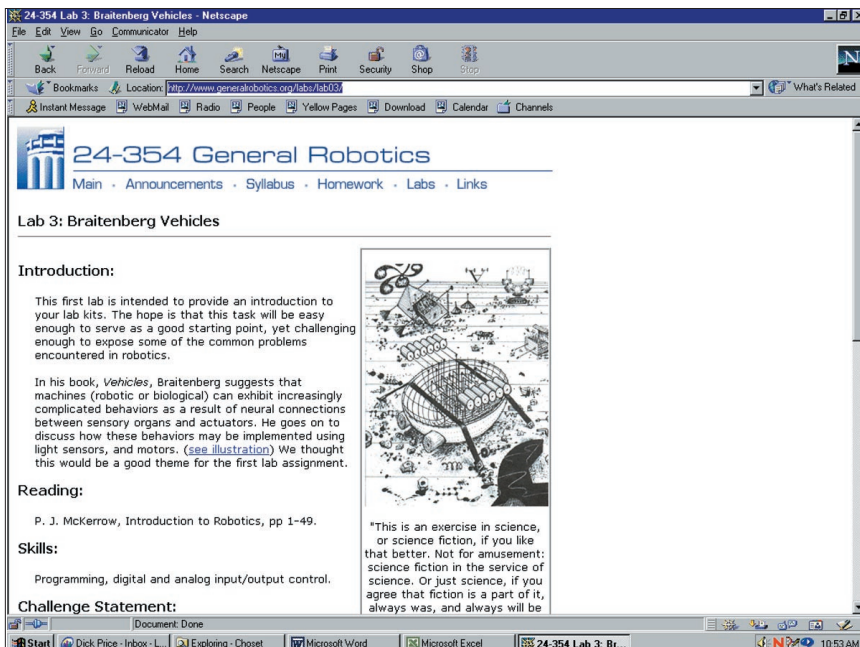 24-354 Lab 3: Braitenberg Vehicles - Netscape
File Edit View Go Communicator Help
Back Forward Reload Home Search Netscape Print Security Shop Stop
My
N
Bookmarks Location: http://www.generalrobotics.org/labs/lab03/ What's Related
Instant Message WebMail Radio People Yellow Pages Download Calendar Channels
24-354 General Robotics
Main · Announcements · Syllabus · Homework · Labs · Links
Lab 3: Braitenberg Vehicles
Introduction:
This first lab is intended to provide an introduction to
your lab kits. The hope is that this task will be easy
enough to serve as a good starting point, yet challenging
enough to expose some of the common problems
encountered in robotics.
In his book, Vehicles, Braitenberg suggests that
machines (robotic or biological) can exhibit increasingly
complicated behaviors as a result of neural connections
between sensory organs and actuators. He goes on to
discuss how these behaviors may be implemented using
light sensors, and motors. (see illustration) We thought
this would be a good theme for the first lab assignment.
Reading:
P. J. McKerrow, Introduction to Robotics, pp 1-49.
Skills:
Programming, digital and analog input/output control.
Challenge Statement:
"This is an exercise in science,
or science fiction, if you like
that better. Not for amusement:
science fiction in the service of
science. Or just science, if you
agree that fiction is a part of it,
always was, and always will be
Document: Done
Start Dick Price - Inbox - L... Exploring - Choset Microsoft Word Microsoft Excel 24-354 Lab 3: Br... 10:53 AM